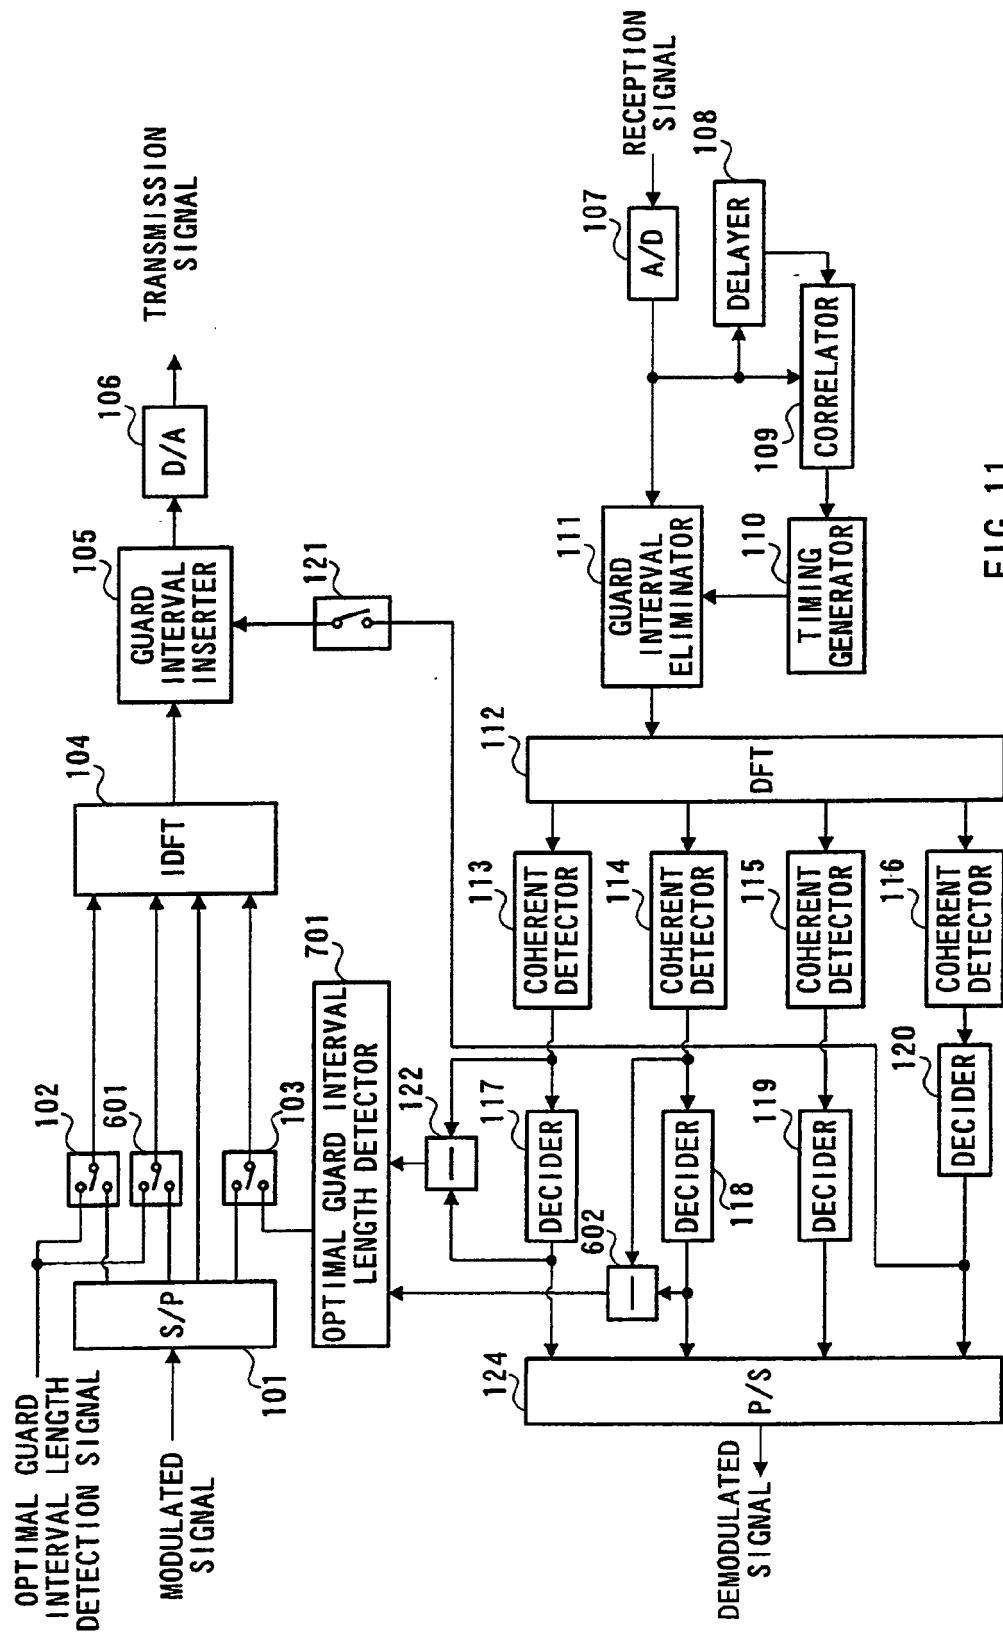 OPTIMAL GUARD
INTERVAL LENGTH
DETECTION SIGNAL
MODULATED
SIGNAL
101
S/P
102
601
103
104
IDFT
105
GUARD
INTERVAL
INSERTER
106
D/A
TRANSMISSION
SIGNAL
121
701
OPTIMAL GUARD INTERVAL
LENGTH DETECTOR
122
602
RECEPTION
SIGNAL
107
A/D
108
DELAYER
109
CORRELATOR
110
TIMING
GENERATOR
111
GUARD
INTERVAL
ELIMINATOR
112
DFT
113
COHERENT
DETECTOR
114
COHERENT
DETECTOR
115
COHERENT
DETECTOR
116
COHERENT
DETECTOR
117
DECIDER
118
DECIDER
119
DECIDER
120
DECIDER
124
P/S
DEMODULATED
SIGNAL
FIG.11